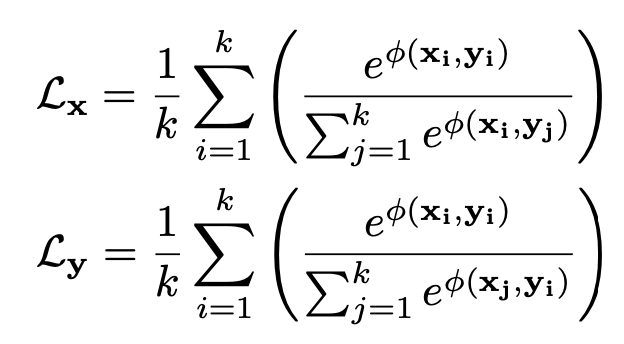 $\mathcal{L}_{\mathbf{x}} = \frac{1}{k} \sum_{i=1}^{k} \left( \frac{e^{\phi(\mathbf{x_i}, \mathbf{y_i})}}{\sum_{j=1}^{k} e^{\phi(\mathbf{x_i}, \mathbf{y_j})}} \right)$
$\mathcal{L}_{\mathbf{y}} = \frac{1}{k} \sum_{i=1}^{k} \left( \frac{e^{\phi(\mathbf{x_i}, \mathbf{y_i})}}{\sum_{j=1}^{k} e^{\phi(\mathbf{x_j}, \mathbf{y_i})}} \right)$